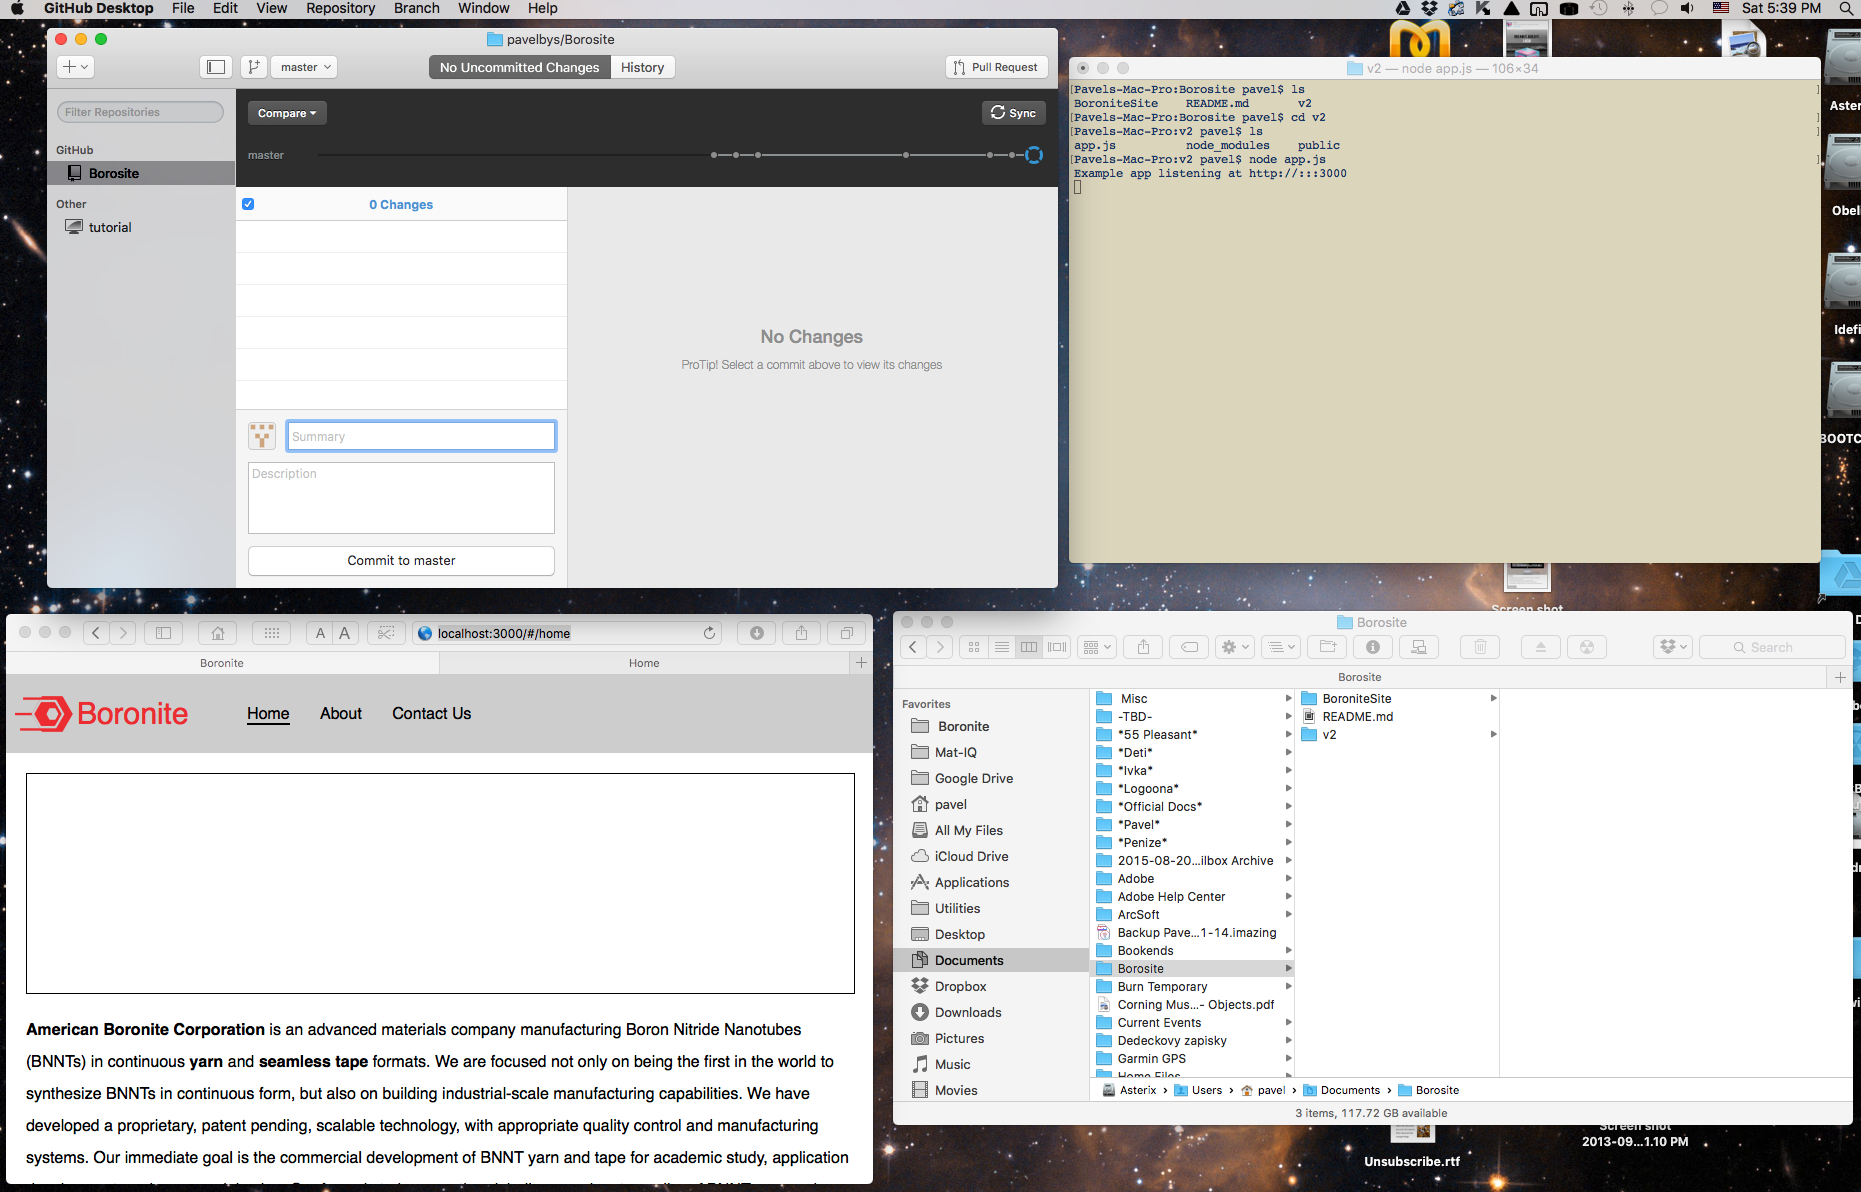 GitHub Desktop File Edit View Repository Branch Window Help Sat 5:39 PM
pavelbys/Borosite
master No Uncommitted Changes History Pull Request
Filter Repositories
GitHub
Borosite
Other
tutorial
Compare Sync
master
0 Changes
No Changes
ProTip! Select a commit above to view its changes
Summary
Description
Commit to master
v2 — node app.js — 106×34
[Pavels-Mac-Pro:Borosite pavel$ ls ]
BoroniteSite README.md v2
[Pavels-Mac-Pro:Borosite pavel$ cd v2 ]
[Pavels-Mac-Pro:v2 pavel$ ls ]
app.js node_modules public
[Pavels-Mac-Pro:v2 pavel$ node app.js ]
Example app listening at http://:::3000
Aster
Obeli
Idefi
BOOTC
Screen shot
A A localhost:3000/#/home
Boronite Home
Boronite Home About Contact Us
American Boronite Corporation is an advanced materials company manufacturing Boron Nitride Nanotubes
(BNNTs) in continuous yarn and seamless tape formats. We are focused not only on being the first in the world to
synthesize BNNTs in continuous form, but also on building industrial-scale manufacturing capabilities. We have
developed a proprietary, patent pending, scalable technology, with appropriate quality control and manufacturing
systems. Our immediate goal is the commercial development of BNNT yarn and tape for academic study, application
Borosite
Search
Borosite
Favorites
Boronite
Mat-IQ
Google Drive
pavel
All My Files
iCloud Drive
Applications
Utilities
Desktop
Documents
Dropbox
Downloads
Pictures
Music
Movies
Misc
-TBD-
*55 Pleasant*
*Deti*
*Ivka*
*Logoona*
*Official Docs*
*Pavel*
*Penize*
2015-08-20...ilbox Archive
Adobe
Adobe Help Center
ArcSoft
Backup Pave...1-14.imazing
Bookends
Borosite
Burn Temporary
Corning Mus...- Objects.pdf
Current Events
Dedeckovy zapisky
Garmin GPS
Home Files
BoroniteSite
README.md
v2
Asterix › Users › pavel › Documents › Borosite
3 items, 117.72 GB available
Screen shot
2013-09...1.10 PM
Unsubscribe.rtf